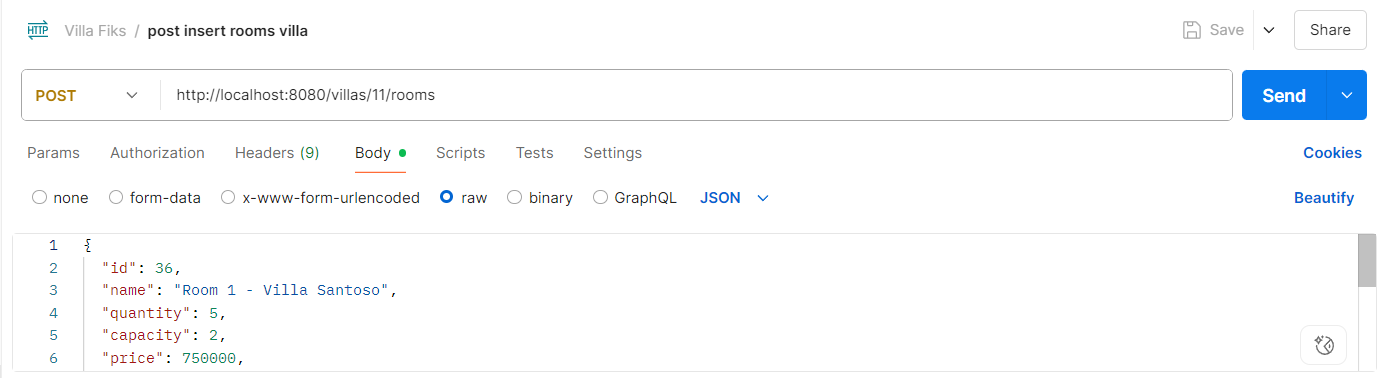 HTTP Villa Fiks / post insert rooms villa Save Share
POST http://localhost:8080/villas/11/rooms Send
Params Authorization Headers (9) Body Scripts Tests Settings Cookies
none form-data x-www-form-urlencoded raw binary GraphQL JSON Beautify
1 {
2 "id": 36,
3 "name": "Room 1 - Villa Santoso",
4 "quantity": 5,
5 "capacity": 2,
6 "price": 750000,